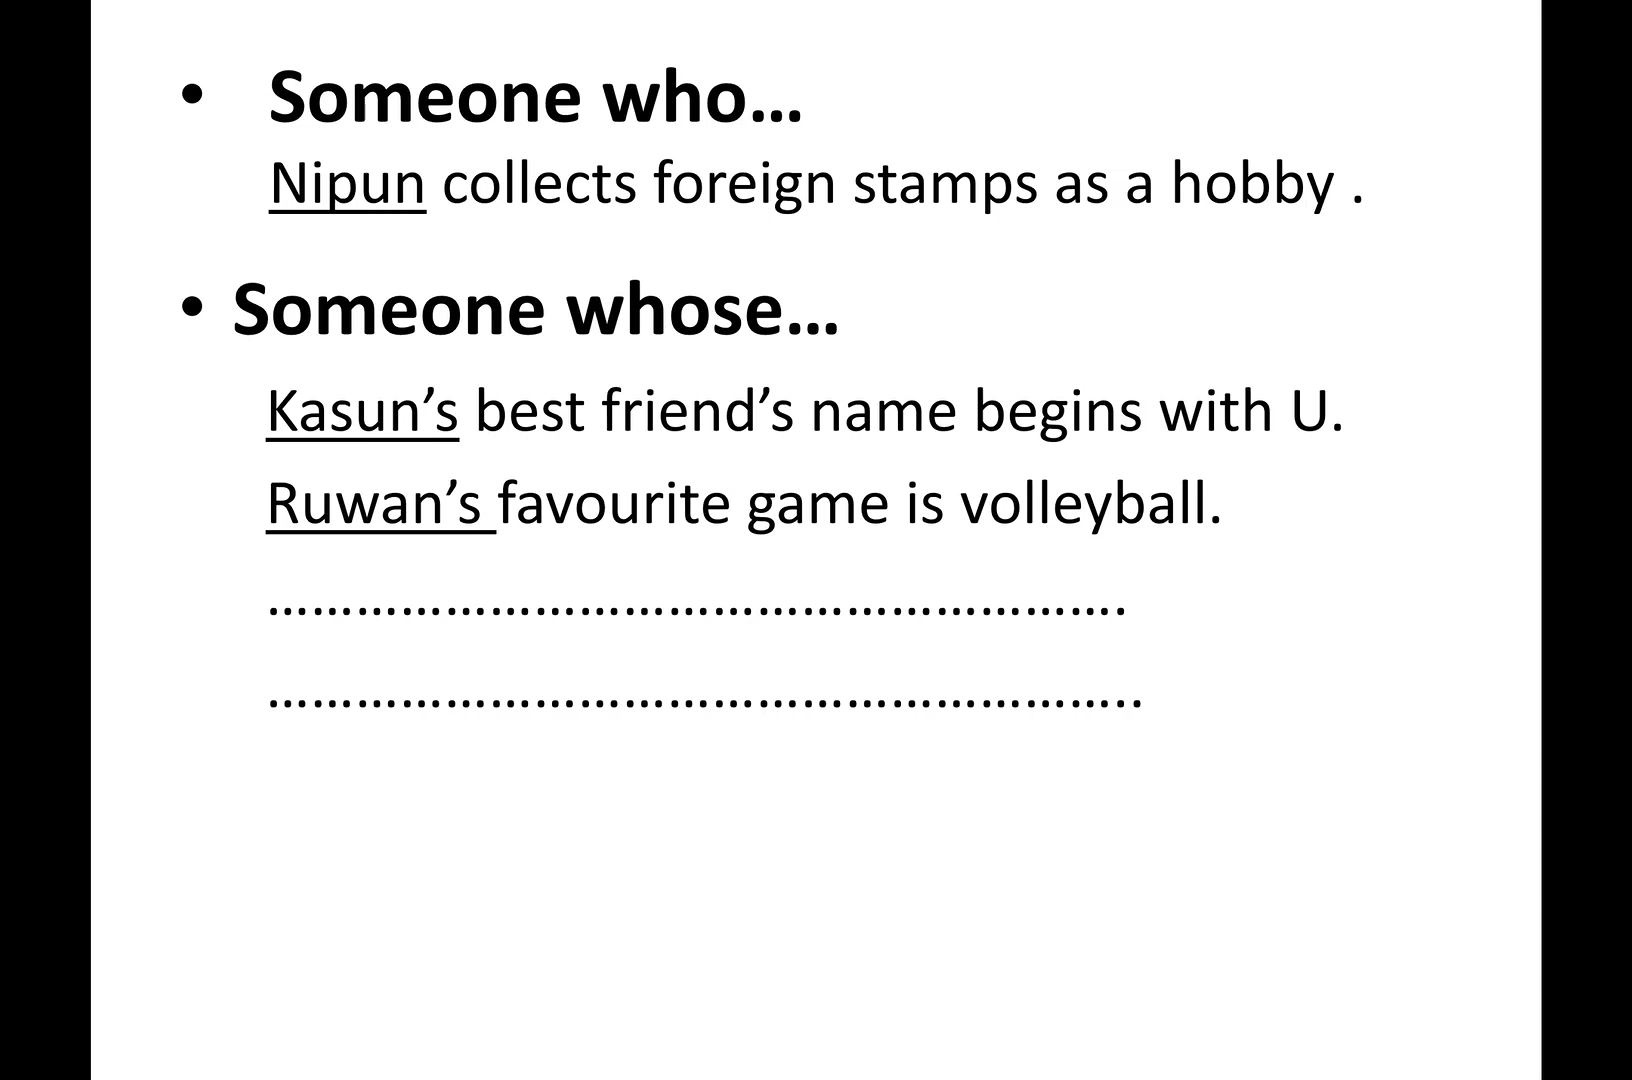 • Someone who…
Nipun collects foreign stamps as a hobby .
• Someone whose…
Kasun’s best friend’s name begins with U.
Ruwan’s favourite game is volleyball.
……………………………………………………….
………………………………………………………..